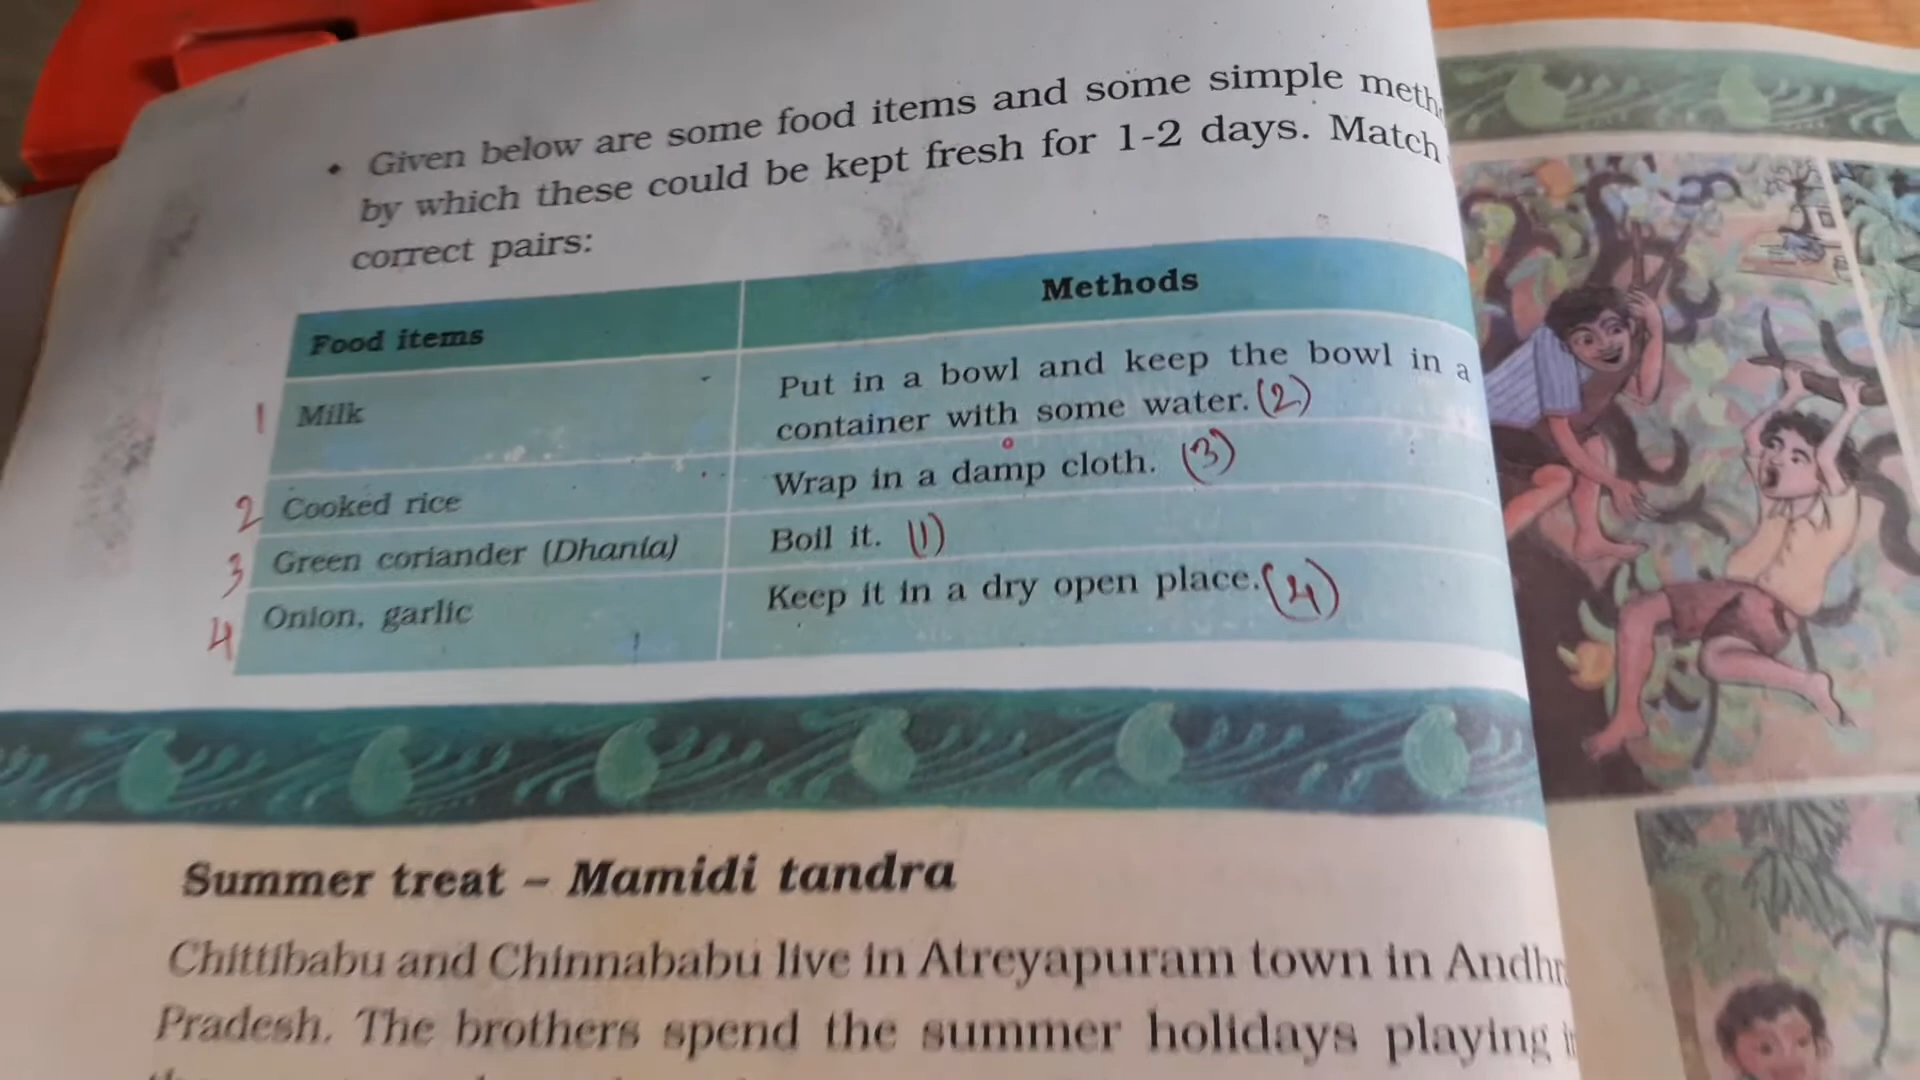 • Given below are some food items and some simple
by which these could be kept fresh for 1-2 days. Match
correct pairs:
Food items Methods
1 Milk Put in a bowl and keep the bowl in a
container with some water. (2)
2 Cooked rice Wrap in a damp cloth. (3)
3 Green coriander (Dhania) Boil it. (1)
4 Onion, garlic Keep it in a dry open place. (4)
Summer treat – Mamidi tandra
Chittibabu and Chinnababu live in Atreyapuram town in
Pradesh. The brothers spend the summer holidays playing